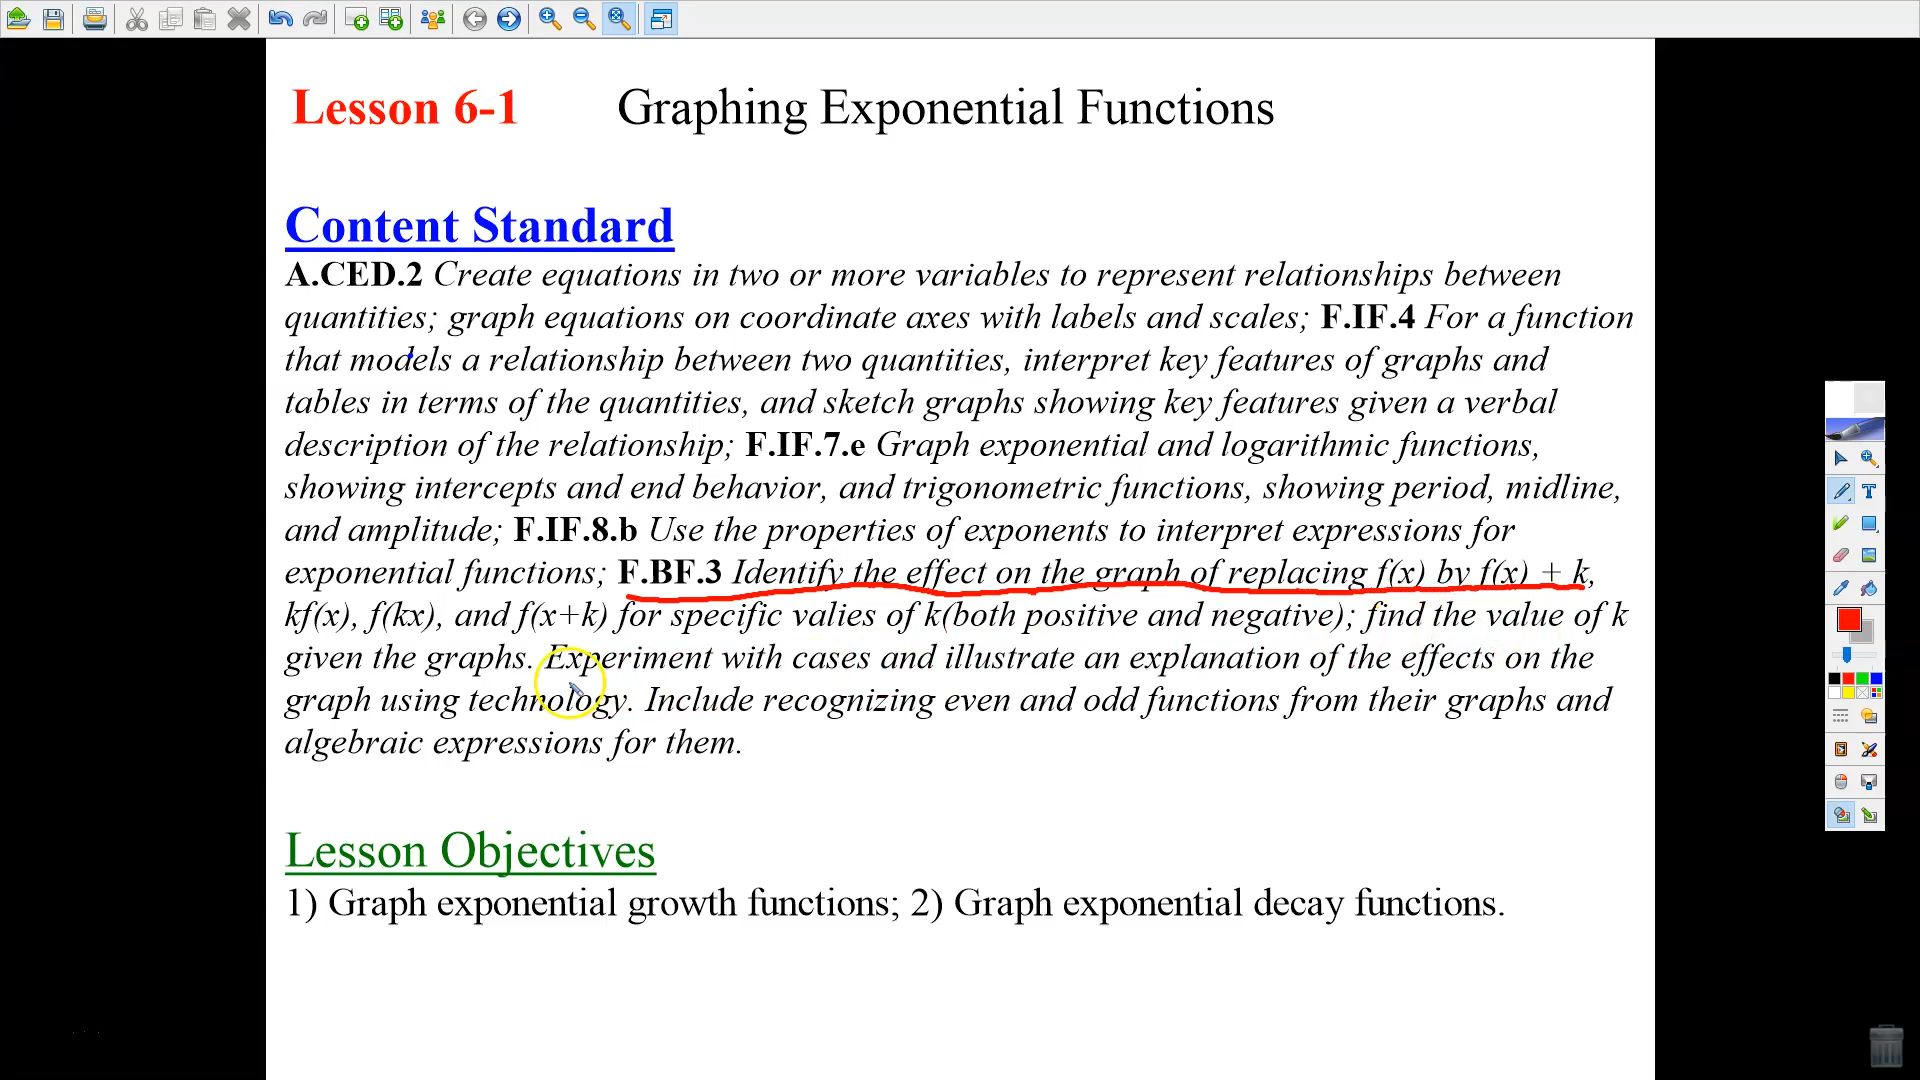 Lesson 6-1 Graphing Exponential Functions
Content Standard
A.CED.2 Create equations in two or more variables to represent relationships between
quantities; graph equations on coordinate axes with labels and scales; F.IF.4 For a function
that models a relationship between two quantities, interpret key features of graphs and
tables in terms of the quantities, and sketch graphs showing key features given a verbal
description of the relationship; F.IF.7.e Graph exponential and logarithmic functions,
showing intercepts and end behavior, and trigonometric functions, showing period, midline,
and amplitude; F.IF.8.b Use the properties of exponents to interpret expressions for
exponential functions; F.BF.3 Identify the effect on the graph of replacing f(x) by f(x) + k,
kf(x), f(kx), and f(x+k) for specific valies of k(both positive and negative); find the value of k
given the graphs. Experiment with cases and illustrate an explanation of the effects on the
graph using technology. Include recognizing even and odd functions from their graphs and
algebraic expressions for them.
Lesson Objectives
1) Graph exponential growth functions; 2) Graph exponential decay functions.